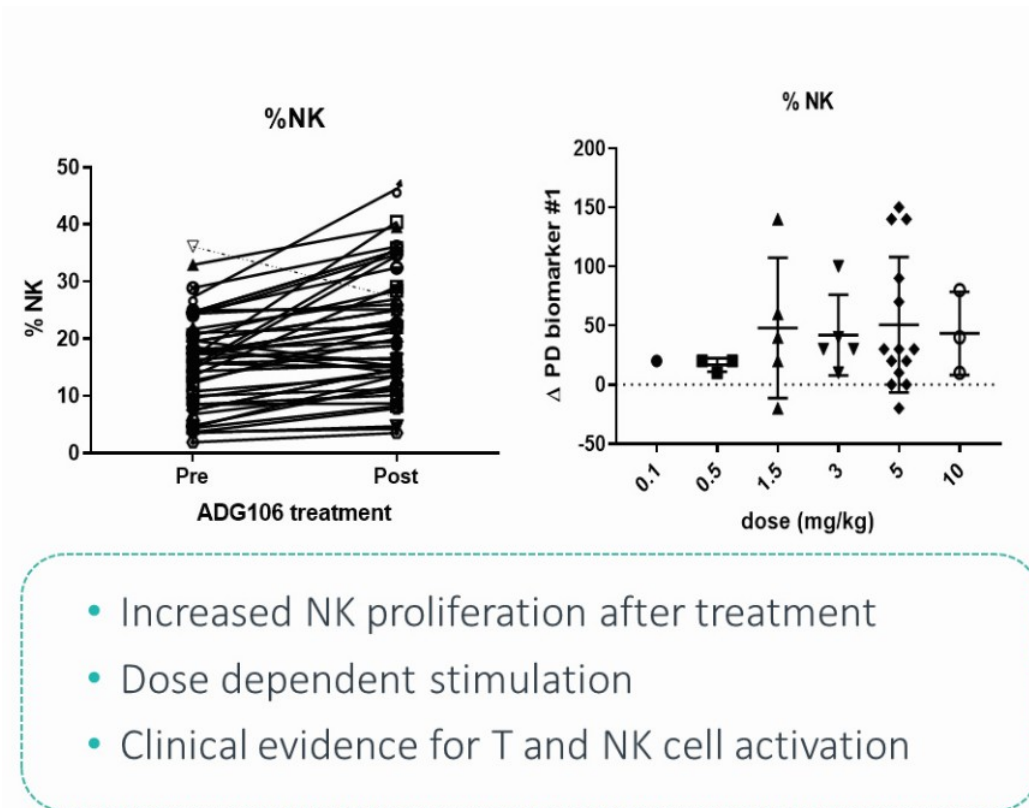 %NK
50
40
30
20
10
0
% NK
Pre
Post
ADG106 treatment
% NK
200
150
100
50
0
-50
Δ PD biomarker #1
0.1
0.5
1.5
3
5
10
dose (mg/kg)
• Increased NK proliferation after treatment
• Dose dependent stimulation
• Clinical evidence for T and NK cell activation